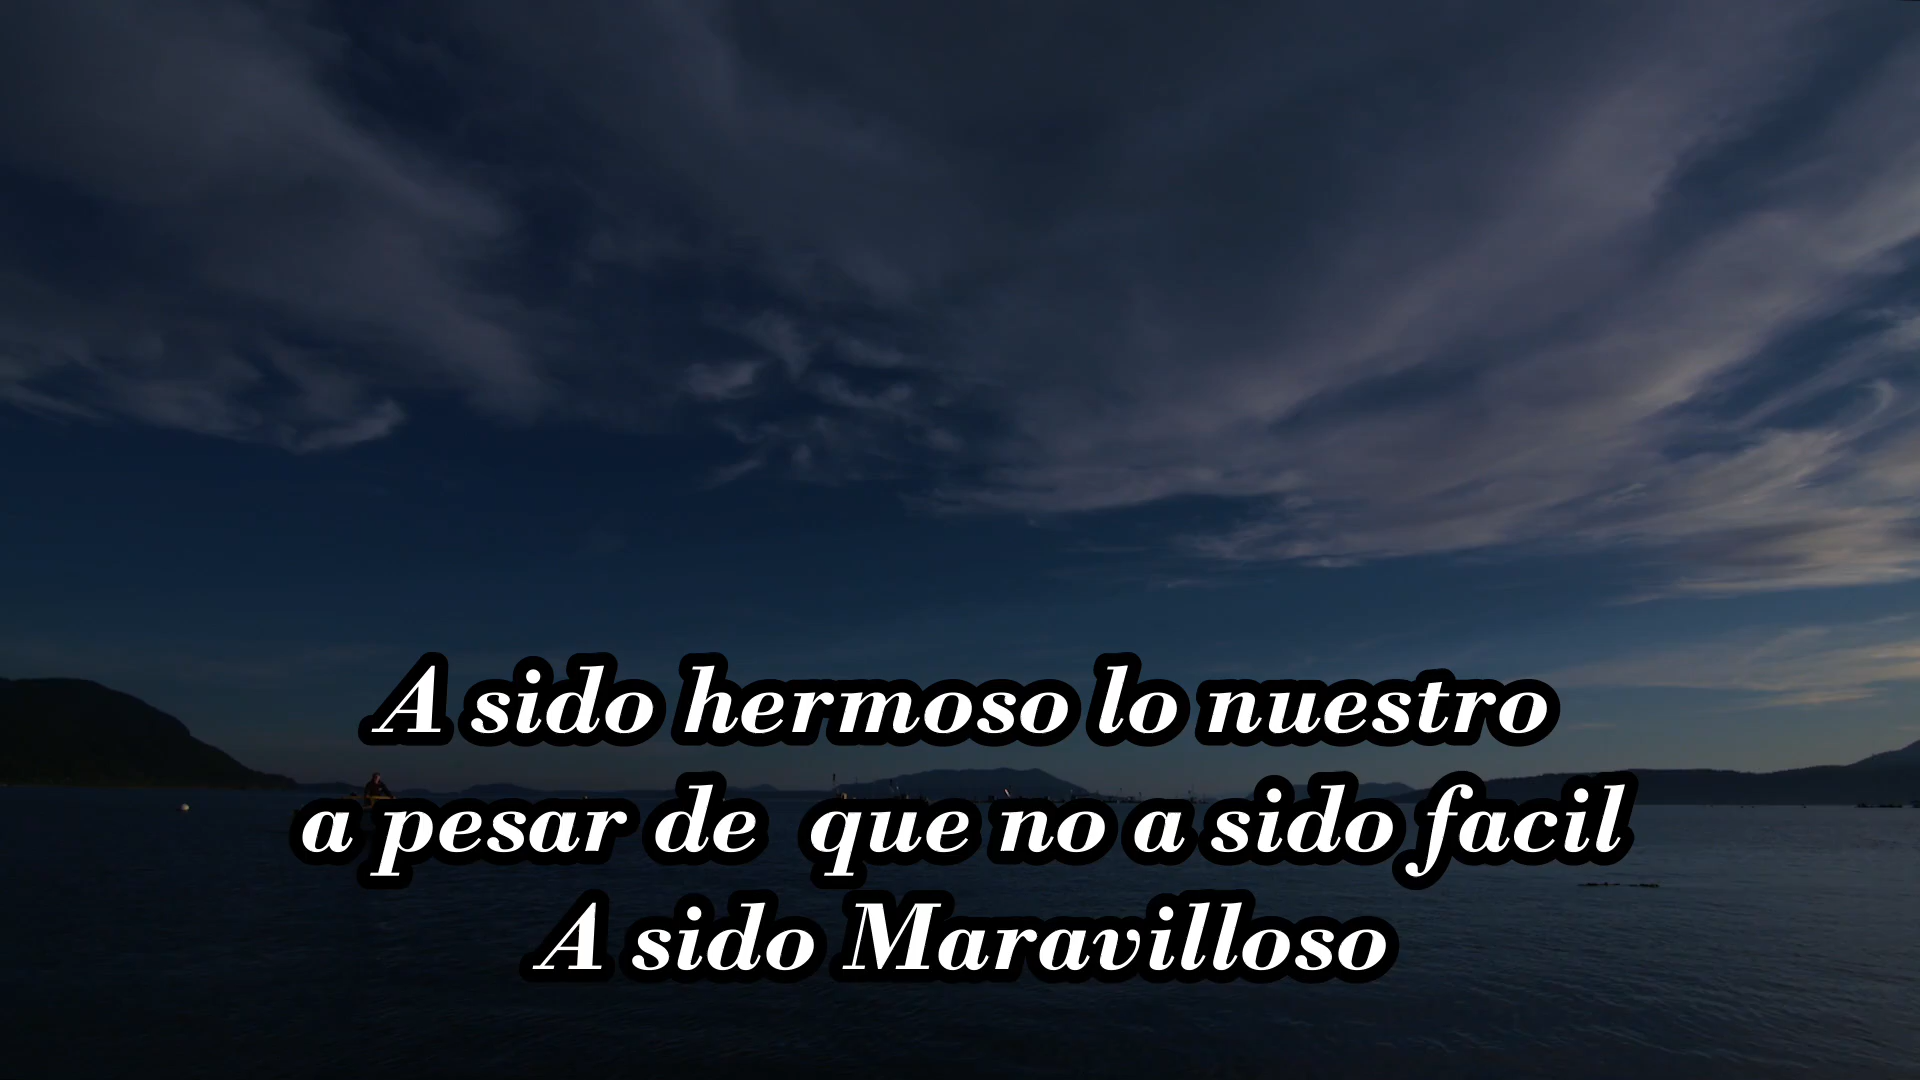 A sido hermoso lo nuestro
a pesar de  que no a sido facil
A sido Maravilloso